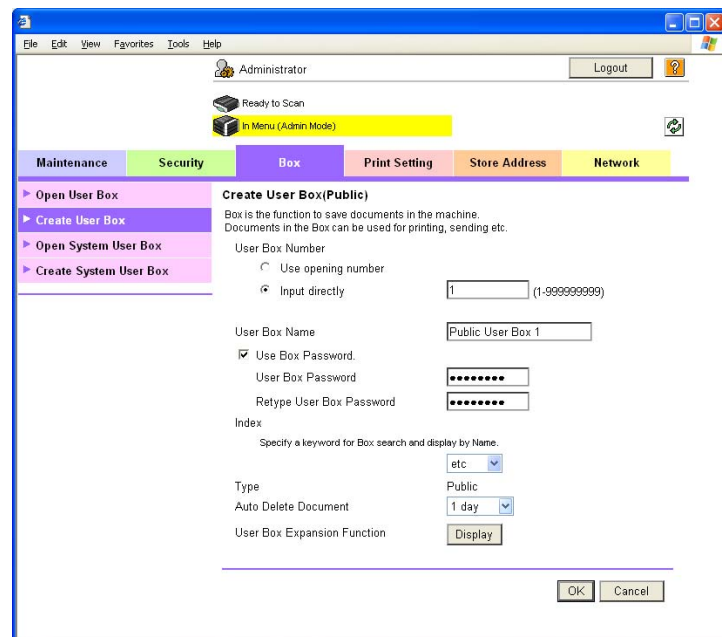 File Edit View Favorites Tools Help
Administrator
Logout
?
Ready to Scan
In Menu (Admin Mode)
Maintenance Security Box Print Setting Store Address Network
Open User Box
Create User Box
Open System User Box
Create System User Box
Create User Box(Public)
Box is the function to save documents in the machine.
Documents in the Box can be used for printing, sending etc.
User Box Number
Use opening number
Input directly 1 (1-999999999)
User Box Name Public User Box 1
Use Box Password.
User Box Password ●●●●●●●●
Retype User Box Password ●●●●●●●●
Index
Specify a keyword for Box search and display by Name.
etc
Type Public
Auto Delete Document 1 day
User Box Expansion Function Display
OK Cancel